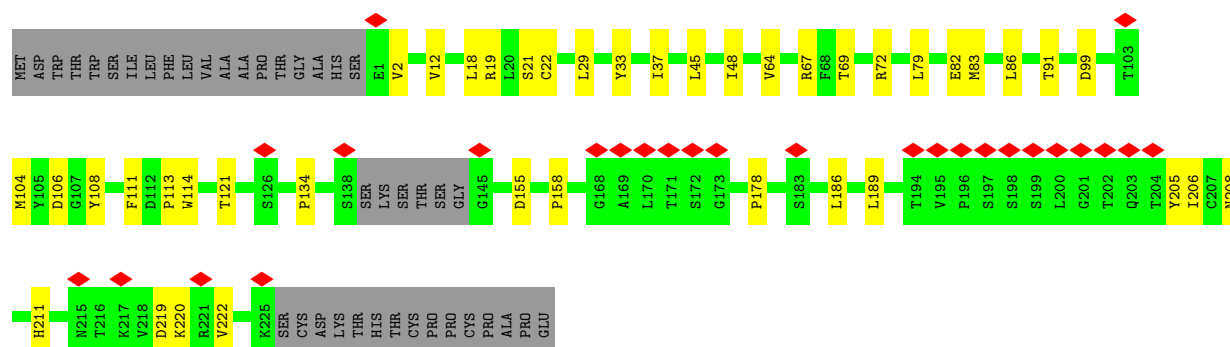 MET ASP TRP THR TRP SER ILE LEU PHE LEU VAL ALA ALA PRO THR GLY ALA HIS SER E1 V2 V12 L18 R19 L20 S21 C22 L29 Y33 I37 L45 I48 V64 R67 F68 T69 R72 L79 E82 M83 L86 T91 D99 T103
M104 Y105 D106 G107 Y108 F111 D112 P113 W114 T121 S126 P134 S138 SER LYS SER THR SER GLY G145 D155 P158 G168 A169 L170 T171 S172 G173 P178 S183 L186 L189 T194 V195 P196 S197 S198 S199 L200 G201 T202 Q203 T204 Y205 I206 C207 N208
H211 N215 T216 K217 V218 D219 K220 R221 V222 K225 SER CYS ASP LYS THR HIS THR CYS PRO PRO CYS PRO ALA PRO GLU